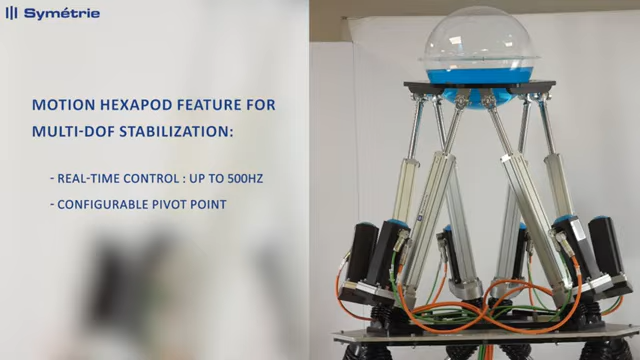 Symétrie
MOTION HEXAPOD FEATURE FOR
MULTI-DOF STABILIZATION:
- REAL-TIME CONTROL : UP TO 500HZ
- CONFIGURABLE PIVOT POINT